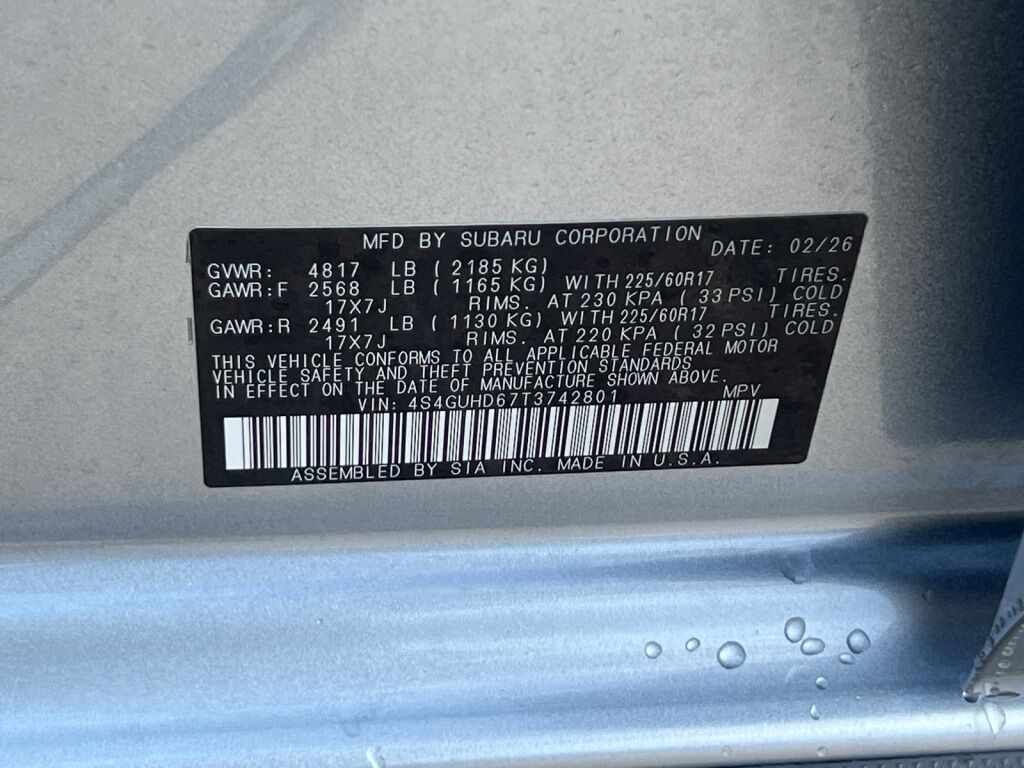 MFD BY SUBARU CORPORATION DATE: 02/26
GVWR: 4817 LB ( 2185 KG)
GAWR:F 2568 LB ( 1165 KG) WITH 225/60R17 TIRES.
17X7J RIMS. AT 230 KPA ( 33 PSI) COLD
GAWR:R 2491 LB ( 1130 KG) WITH 225/60R17 TIRES.
17X7J RIMS. AT 220 KPA ( 32 PSI) COLD
THIS VEHICLE CONFORMS TO ALL APPLICABLE FEDERAL MOTOR
VEHICLE SAFETY AND THEFT PREVENTION STANDARDS
IN EFFECT ON THE DATE OF MANUFACTURE SHOWN ABOVE.
VIN: 4S4GUHD67T3742801 MPV
ASSEMBLED BY SIA INC. MADE IN U.S.A.